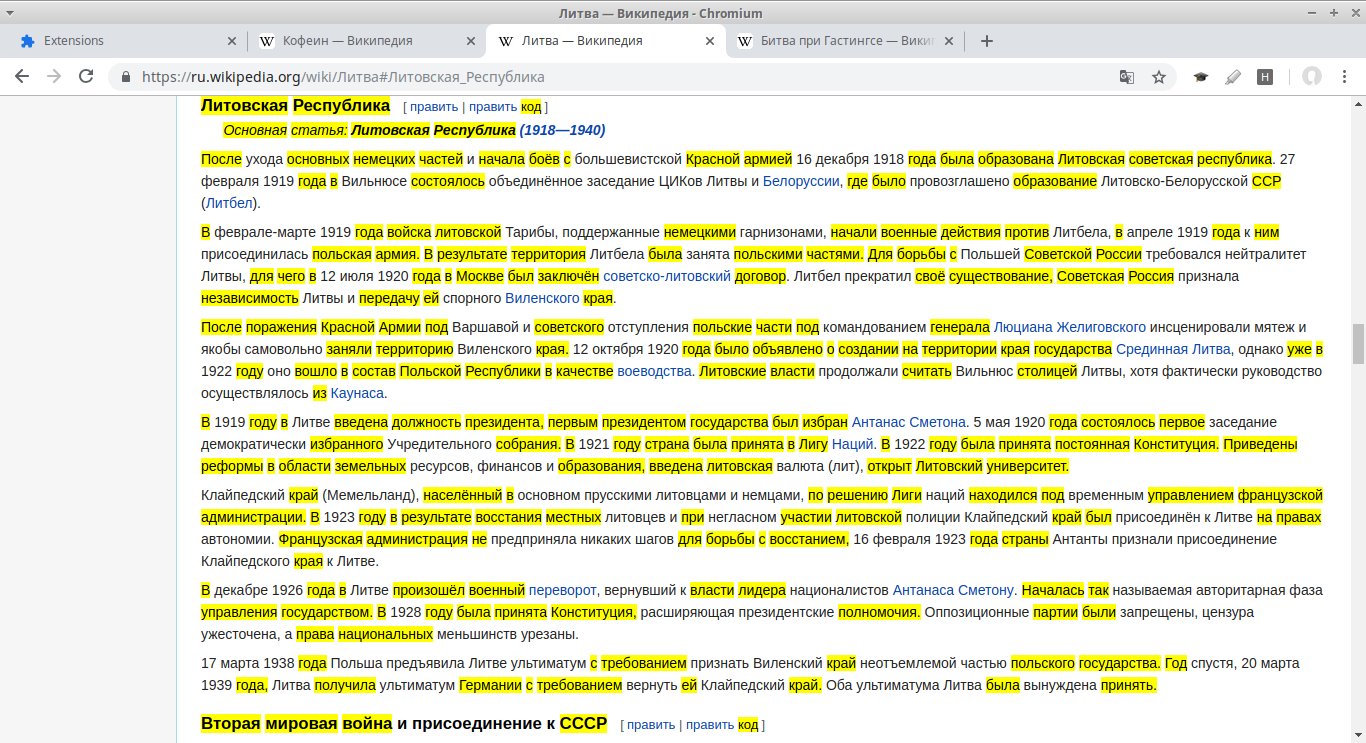 Литва — Википедия - Chromium
Extensions
Кофеин — Википедия
Литва — Википедия
Битва при Гастингсе — Вики
https://ru.wikipedia.org/wiki/Литва#Литовская_Республика
H
Литовская Республика [ править | править код ]
Основная статья: Литовская Республика (1918—1940)
После ухода основных немецких частей и начала боёв с большевистской Красной армией 16 декабря 1918 года была образована Литовская советская республика. 27
февраля 1919 года в Вильнюсе состоялось объединённое заседание ЦИКов Литвы и Белоруссии, где было провозглашено образование Литовско-Белорусской ССР
(Литбел).
В феврале-марте 1919 года войска литовской Тарибы, поддержанные немецкими гарнизонами, начали военные действия против Литбела, в апреле 1919 года к ним
присоединилась польская армия. В результате территория Литбела была занята польскими частями. Для борьбы с Польшей Советской России требовался нейтралитет
Литвы, для чего в 12 июля 1920 года в Москве был заключён советско-литовский договор. Литбел прекратил своё существование, Советская Россия признала
независимость Литвы и передачу ей спорного Виленского края.
После поражения Красной Армии под Варшавой и советского отступления польские части под командованием генерала Люциана Желиговского инсценировали мятеж и
якобы самовольно заняли территорию Виленского края. 12 октября 1920 года было объявлено о создании на территории края государства Срединная Литва, однако уже в
1922 году оно вошло в состав Польской Республики в качестве воеводства. Литовские власти продолжали считать Вильнюс столицей Литвы, хотя фактически руководство
осуществлялось из Каунаса.
В 1919 году в Литве введена должность президента, первым президентом государства был избран Антанас Сметона. 5 мая 1920 года состоялось первое заседание
демократически избранного Учредительного собрания. В 1921 году страна была принята в Лигу Наций. В 1922 году была принята постоянная Конституция. Приведены
реформы в области земельных ресурсов, финансов и образования, введена литовская валюта (лит), открыт Литовский университет.
Клайпедский край (Мемельланд), населённый в основном прусскими литовцами и немцами, по решению Лиги наций находился под временным управлением французской
администрации. В 1923 году в результате восстания местных литовцев и при негласном участии литовской полиции Клайпедский край был присоединён к Литве на правах
автономии. Французская администрация не предприняла никаких шагов для борьбы с восстанием, 16 февраля 1923 года страны Антанты признали присоединение
Клайпедского края к Литве.
В декабре 1926 года в Литве произошёл военный переворот, вернувший к власти лидера националистов Антанаса Сметону. Началась так называемая авторитарная фаза
управления государством. В 1928 году была принята Конституция, расширяющая президентские полномочия. Оппозиционные партии были запрещены, цензура
ужесточена, а права национальных меньшинств урезаны.
17 марта 1938 года Польша предъявила Литве ультиматум с требованием признать Виленский край неотъемлемой частью польского государства. Год спустя, 20 марта
1939 года, Литва получила ультиматум Германии с требованием вернуть ей Клайпедский край. Оба ультиматума Литва была вынуждена принять.
Вторая мировая война и присоединение к СССР [ править | править код ]